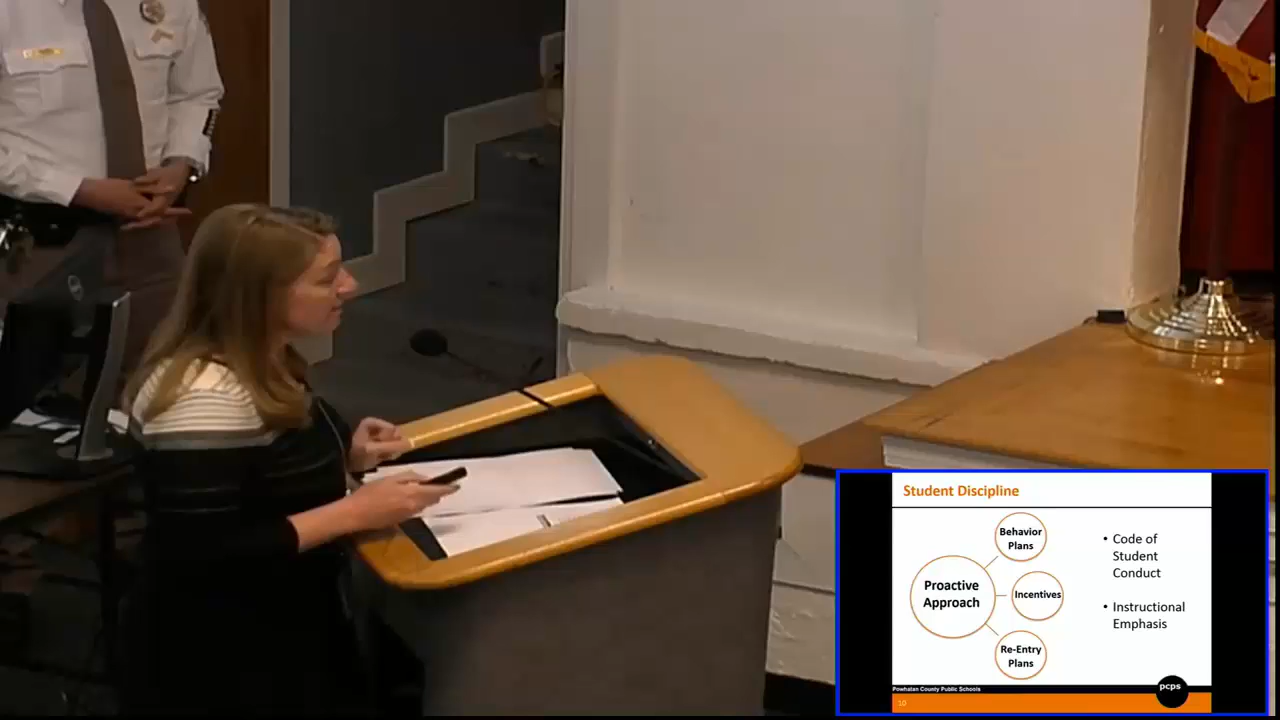 Student Discipline
Behavior
Plans
Proactive
Approach
Incentives
Re-Entry
Plans
• Code of
Student
Conduct
• Instructional
Emphasis
Powhatan County Public Schools
pcps
10